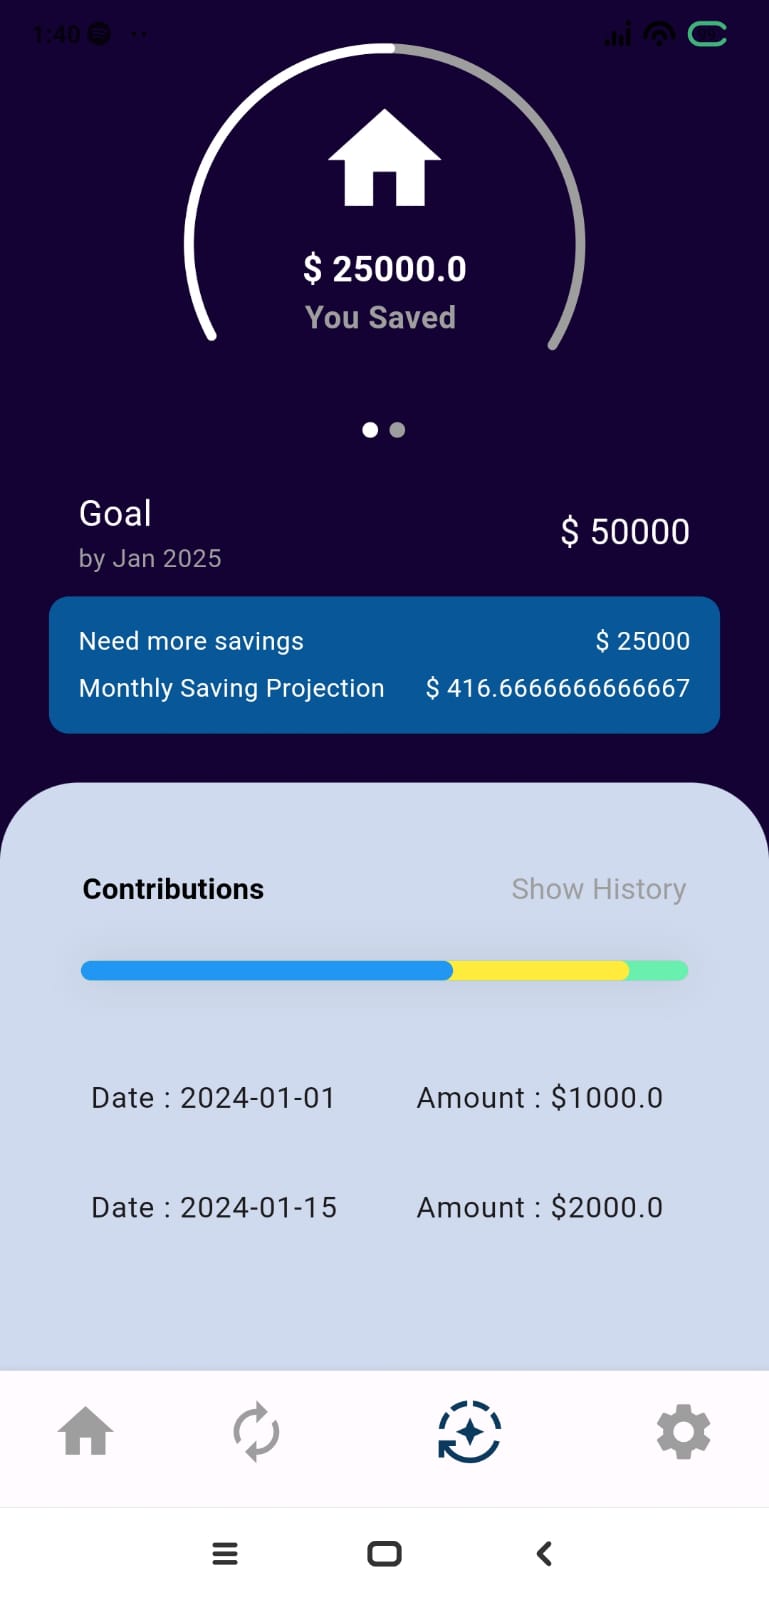 1:40
$ 25000.0
You Saved
Goal
$ 50000
by Jan 2025
Need more savings $ 25000
Monthly Saving Projection $ 416.6666666666667
Contributions Show History
Date : 2024-01-01 Amount : $1000.0
Date : 2024-01-15 Amount : $2000.0